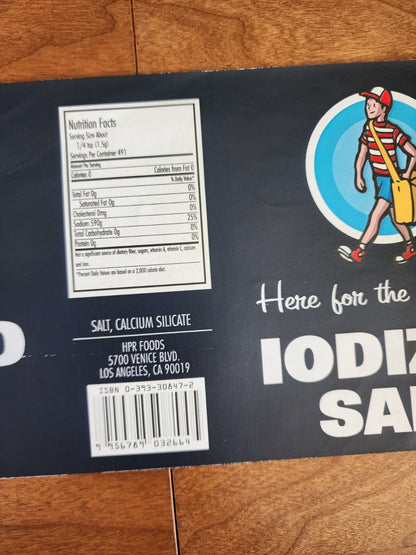 Nutrition Facts
Serving Size About
1/4 tsp (1.5g)
Servings Per Container 491
Amount Per Serving
Calories 0 Calories from Fat 0
% Daily Value*
Total Fat 0g 0%
Saturated Fat 0g 0%
Cholesterol 0mg 0%
Sodium 590g 25%
Total Carbohydrate 0g 0%
Protein 0g 0%
Not a significant source of dietary fiber, sugars, vitamin A, vitamin C, calcium
and iron.
*Percent Daily Values are based on a 2,000 calorie diet.
SALT, CALCIUM SILICATE
HPR FOODS
5700 VENICE BLVD.
LOS ANGELES, CA 90019
ISBN 0-393-30847-2
9 956789 032664
D
Here for the
IODIZ
SA